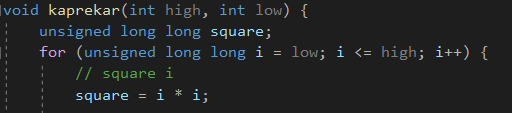 void kaprekar(int high, int low) {
unsigned long long square;
for (unsigned long long i = low; i <= high; i++) {
// square i
square = i * i;